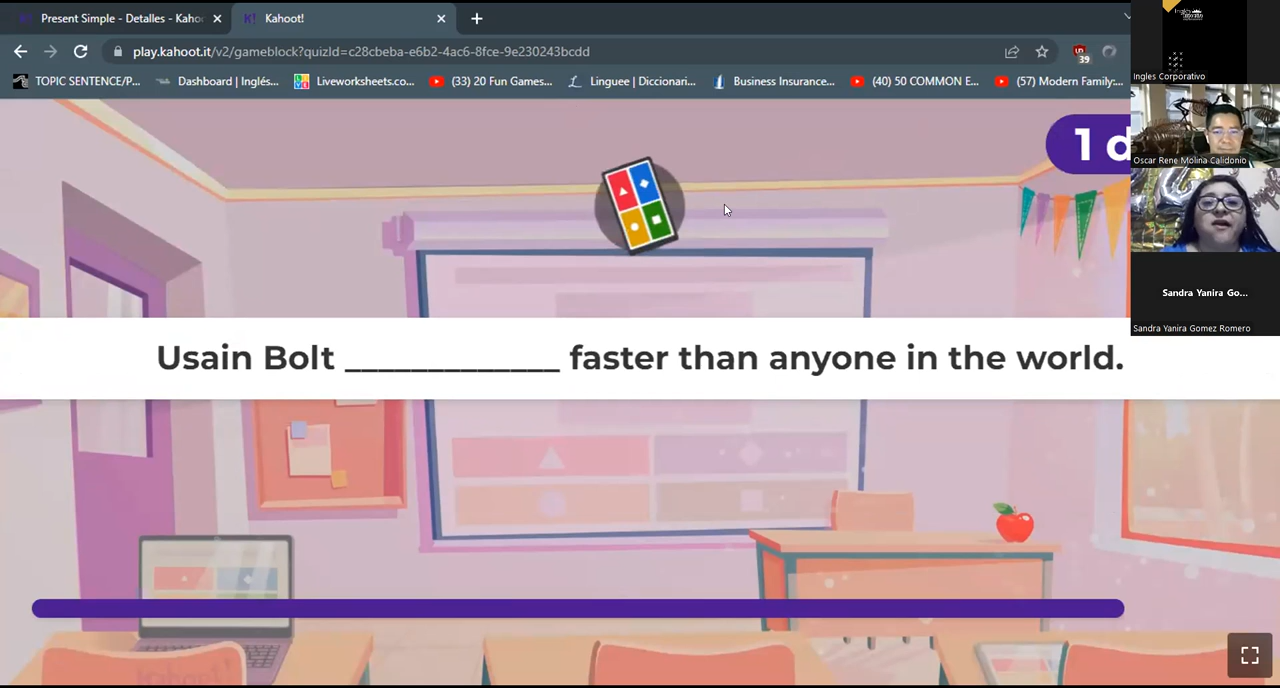 Present Simple - Detalles - Kaho
Kahoot!
play.kahoot.it/v2/gameblock?quizId=c28cbeba-e6b2-4ac6-8fce-9e230243bcdd
39
TOPIC SENTENCE/P...
Dashboard | Inglés...
Liveworksheets.co...
(33) 20 Fun Games...
Linguee | Diccionari...
Business Insurance...
(40) 50 COMMON E...
(57) Modern Family:...
Ingles Corporativo
Oscar Rene Molina Calidonio
Sandra Yanira Go...
Sandra Yanira Gomez Romero
1 d
Usain Bolt _____________ faster than anyone in the world.